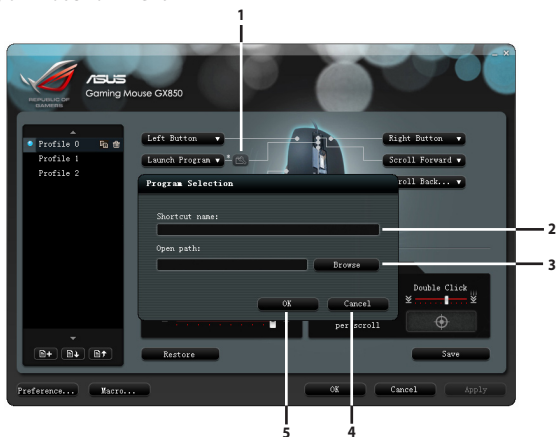 1
ASUS
REPUBLIC OF
GAMERS
Gaming Mouse GX850
Profile 0
Profile 1
Profile 2
Left Button
Right Button
Launch Program
Scroll Forward
roll Back...
Program Selection
Shortcut name:
2
Open path:
Browse
3
OK
Cancel
Double Click
per scroll
Restore
Save
Preference...
Macro...
OK
Cancel
Apply
5
4